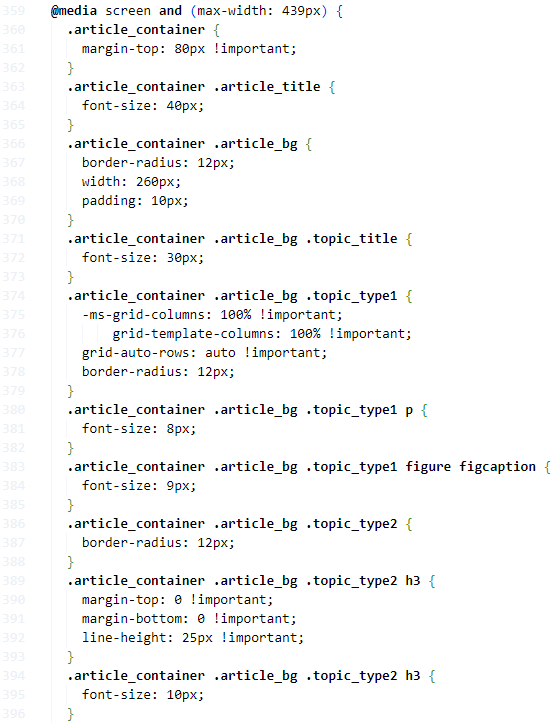 359 @media screen and (max-width: 439px) {
360 .article_container {
361 margin-top: 80px !important;
362 }
363 .article_container .article_title {
364 font-size: 40px;
365 }
366 .article_container .article_bg {
367 border-radius: 12px;
368 width: 260px;
369 padding: 10px;
370 }
371 .article_container .article_bg .topic_title {
372 font-size: 30px;
373 }
374 .article_container .article_bg .topic_type1 {
375 -ms-grid-columns: 100% !important;
376 grid-template-columns: 100% !important;
377 grid-auto-rows: auto !important;
378 border-radius: 12px;
379 }
380 .article_container .article_bg .topic_type1 p {
381 font-size: 8px;
382 }
383 .article_container .article_bg .topic_type1 figure figcaption {
384 font-size: 9px;
385 }
386 .article_container .article_bg .topic_type2 {
387 border-radius: 12px;
388 }
389 .article_container .article_bg .topic_type2 h3 {
390 margin-top: 0 !important;
391 margin-bottom: 0 !important;
392 line-height: 25px !important;
393 }
394 .article_container .article_bg .topic_type2 h3 {
395 font-size: 10px;
396 }